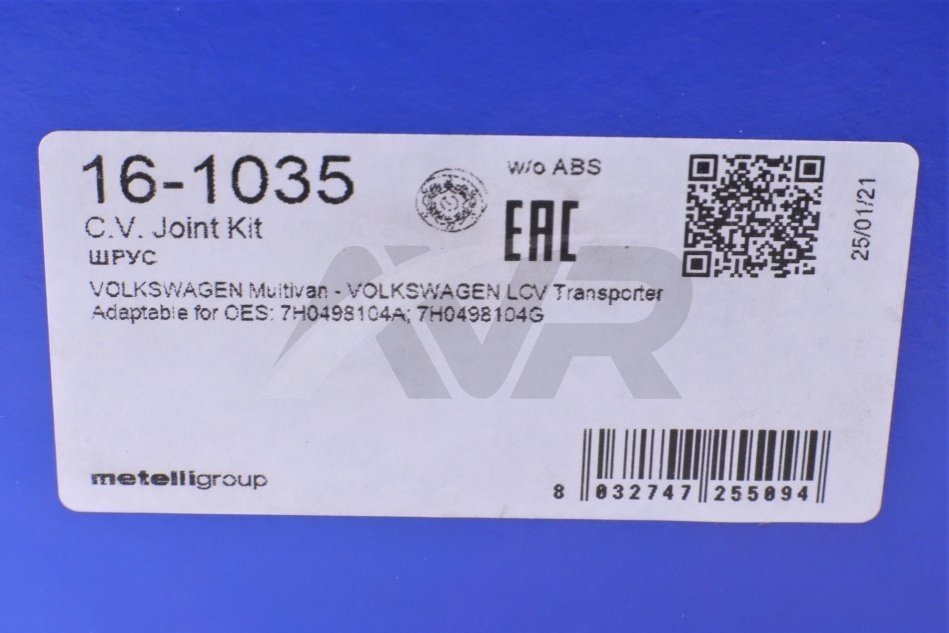 16-1035
w/o ABS
C.V. Joint Kit
EAC
ШРУС
25/01/21
VOLKSWAGEN Multivan - VOLKSWAGEN LCV Transporter
Adaptable for OES: 7H0498104A; 7H0498104G
AVR
metelligroup
8 032747 255094